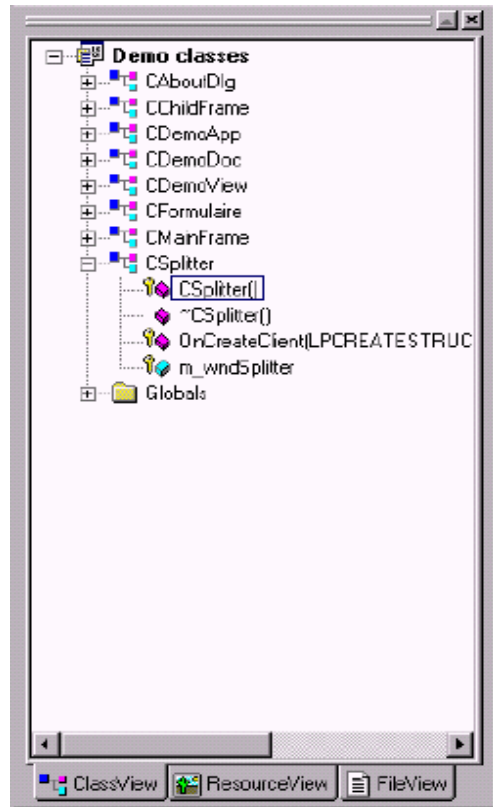 Demo classes
CAboutDlg
CChildFrame
CDemoApp
CDemoDoc
CDemoView
CFormulaire
CMainFrame
CSplitter
CSplitter()
~CSplitter()
OnCreateClient(LPCREATESTRUC
m_wndSplitter
Globals
ClassView ResourceView FileView